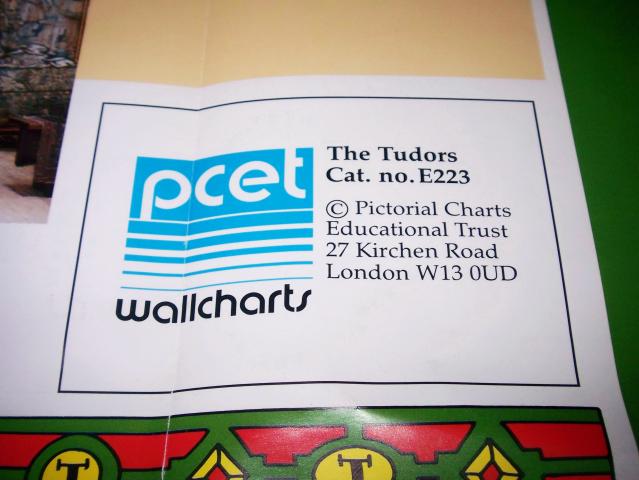 pcet
wallcharts
The Tudors
Cat. no. E223
© Pictorial Charts
Educational Trust
27 Kirchen Road
London W13 0UD
T
T